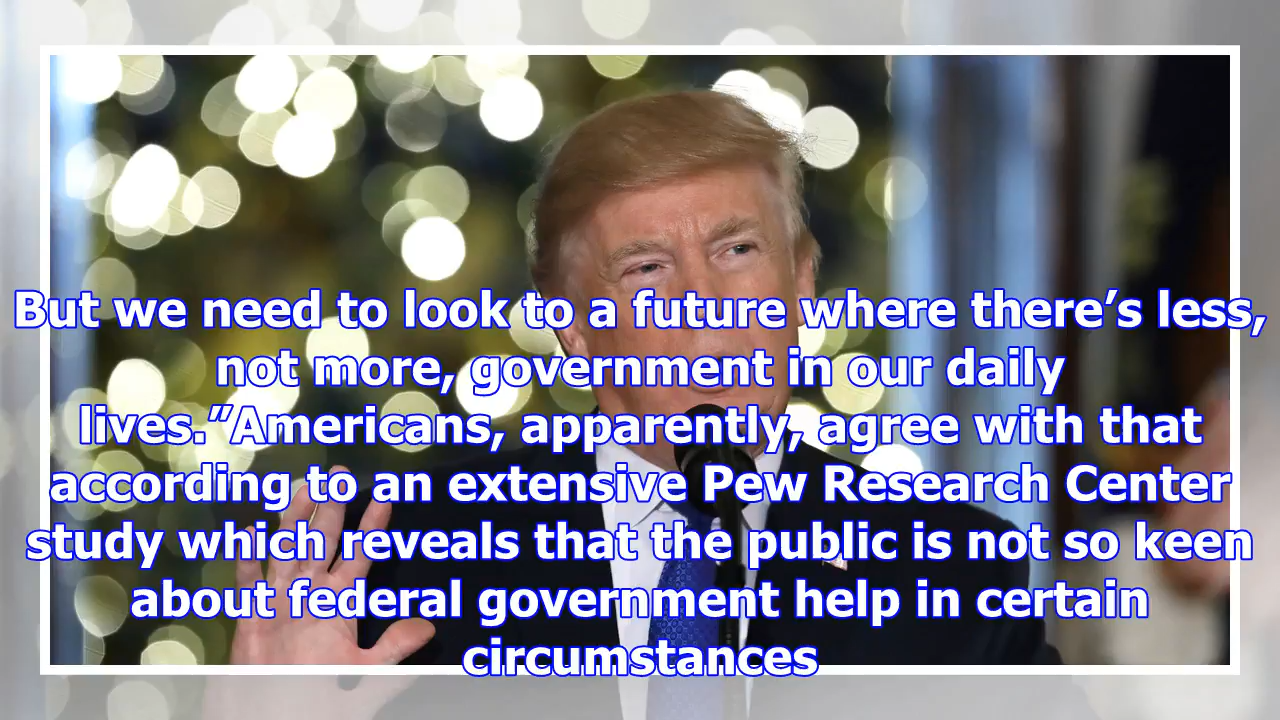 But we need to look to a future where there’s less,
not more, government in our daily
lives.”Americans, apparently, agree with that
according to an extensive Pew Research Center
study which reveals that the public is not so keen
about federal government help in certain
circumstances